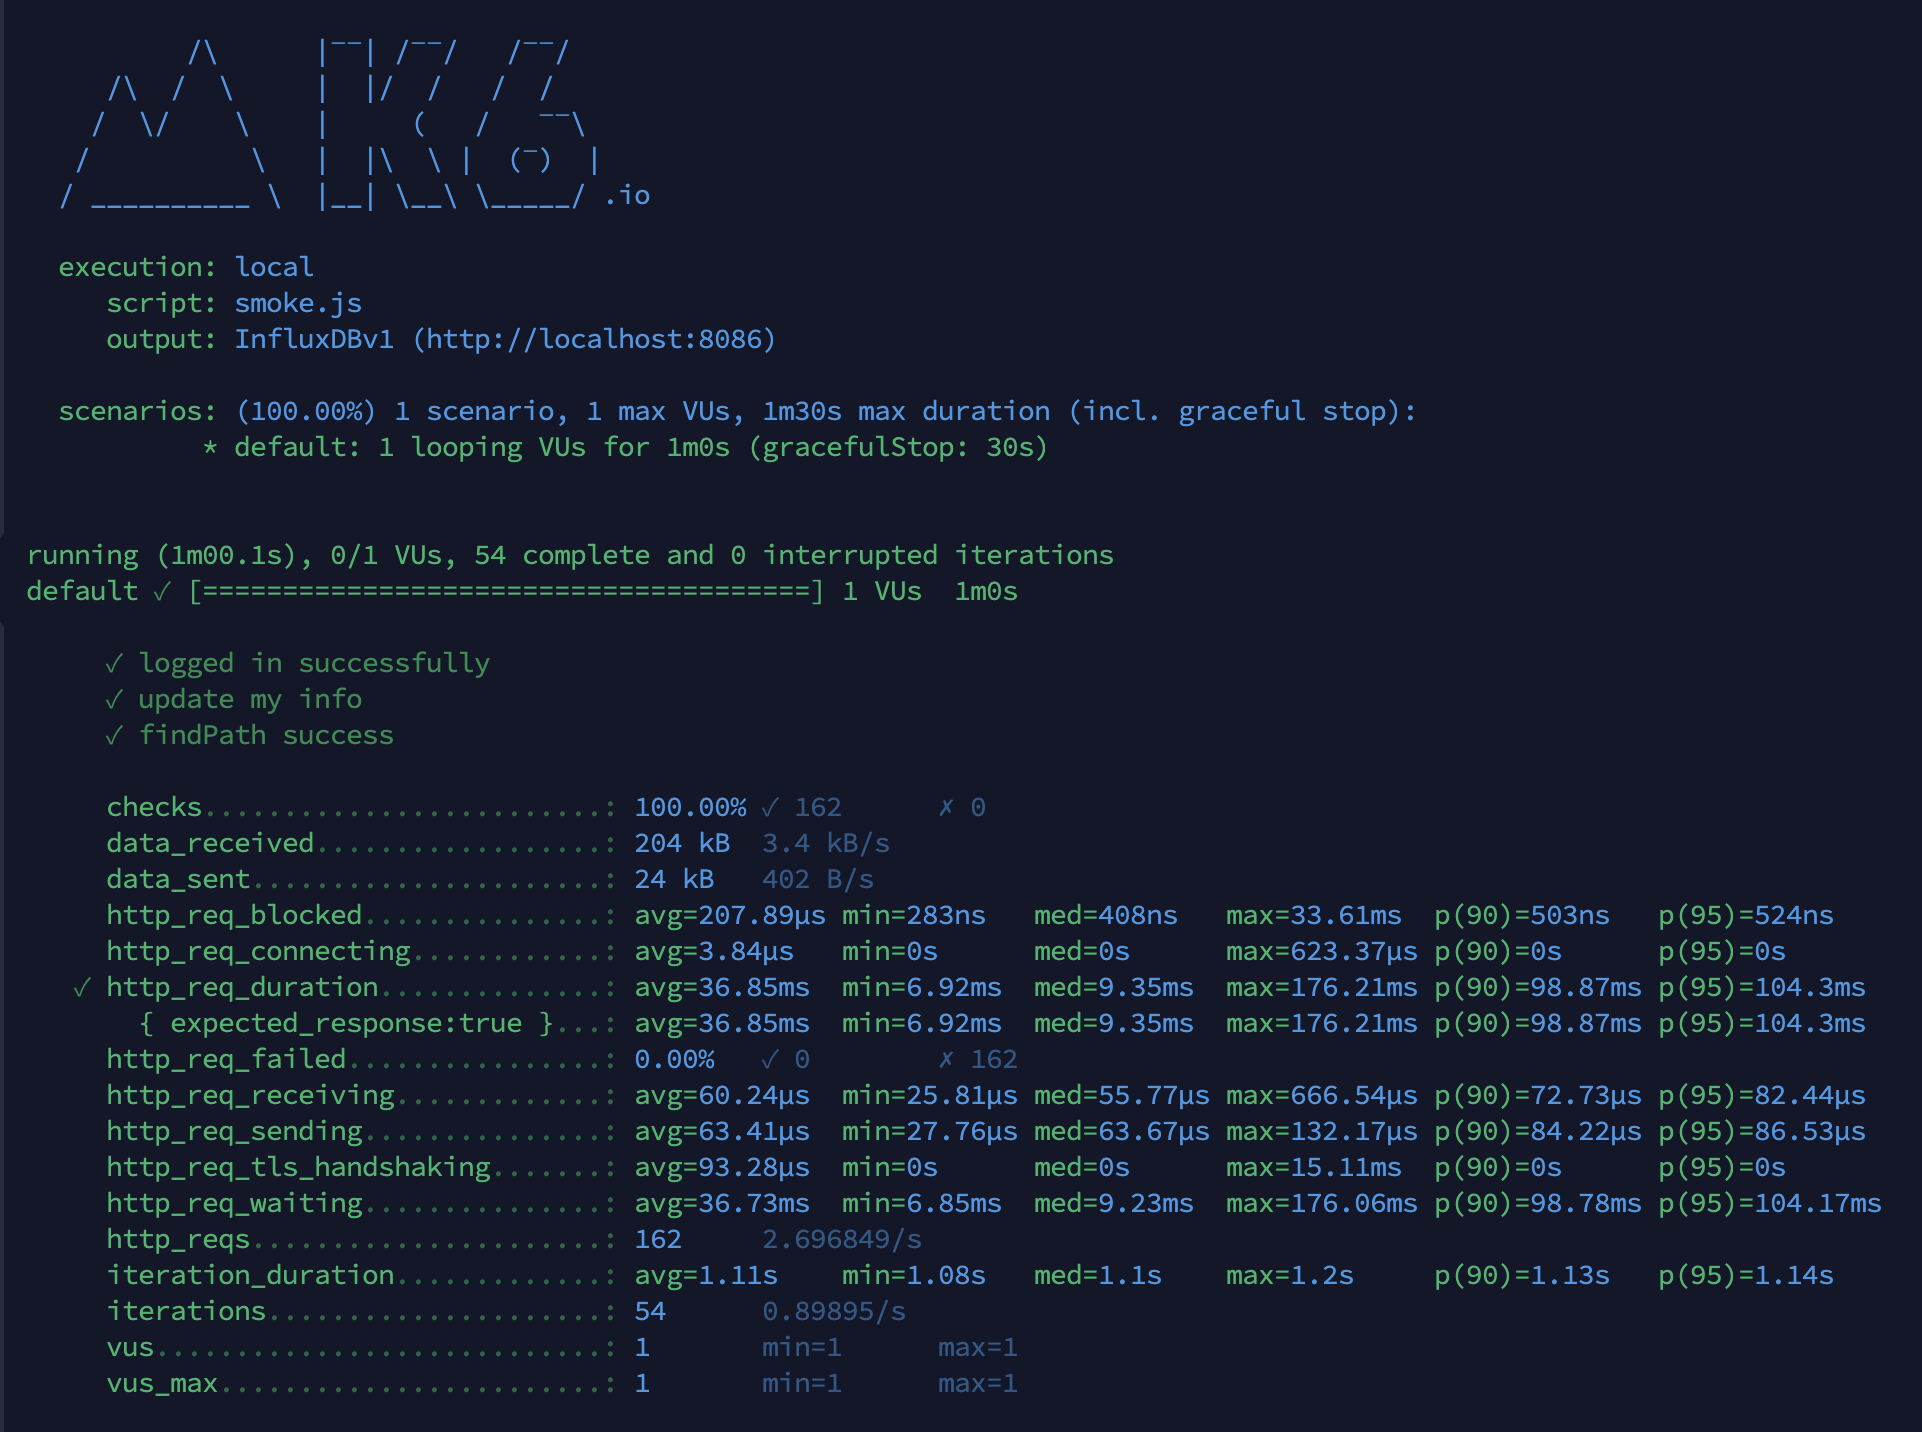 /\      |‾‾| /‾‾/   /‾‾/
     /\  /  \     |  |/  /   /  /
    /  \/    \    |     (   /   ‾‾\
   /          \   |  |\  \ |  (‾)  |
  / __________ \  |__| \__\ \_____/ .io
execution: local
script: smoke.js
output: InfluxDBv1 (http://localhost:8086)
scenarios: (100.00%) 1 scenario, 1 max VUs, 1m30s max duration (incl. graceful stop):
* default: 1 looping VUs for 1m0s (gracefulStop: 30s)
running (1m00.1s), 0/1 VUs, 54 complete and 0 interrupted iterations
default ✓ [======================================] 1 VUs  1m0s
✓ logged in successfully
✓ update my info
✓ findPath success
checks.........................: 100.00% ✓ 162      ✗ 0
data_received..................: 204 kB  3.4 kB/s
data_sent......................: 24 kB   402 B/s
http_req_blocked...............: avg=207.89µs min=283ns   med=408ns   max=33.61ms  p(90)=503ns   p(95)=524ns
http_req_connecting............: avg=3.84µs   min=0s      med=0s      max=623.37µs p(90)=0s      p(95)=0s
✓ http_req_duration..............: avg=36.85ms  min=6.92ms  med=9.35ms  max=176.21ms p(90)=98.87ms p(95)=104.3ms
{ expected_response:true }...: avg=36.85ms  min=6.92ms  med=9.35ms  max=176.21ms p(90)=98.87ms p(95)=104.3ms
http_req_failed................: 0.00%   ✓ 0        ✗ 162
http_req_receiving.............: avg=60.24µs  min=25.81µs med=55.77µs max=666.54µs p(90)=72.73µs p(95)=82.44µs
http_req_sending...............: avg=63.41µs  min=27.76µs med=63.67µs max=132.17µs p(90)=84.22µs p(95)=86.53µs
http_req_tls_handshaking.......: avg=93.28µs  min=0s      med=0s      max=15.11ms  p(90)=0s      p(95)=0s
http_req_waiting...............: avg=36.73ms  min=6.85ms  med=9.23ms  max=176.06ms p(90)=98.78ms p(95)=104.17ms
http_reqs......................: 162     2.696849/s
iteration_duration.............: avg=1.11s    min=1.08s   med=1.1s    max=1.2s     p(90)=1.13s   p(95)=1.14s
iterations.....................: 54      0.89895/s
vus............................: 1       min=1      max=1
vus_max........................: 1       min=1      max=1